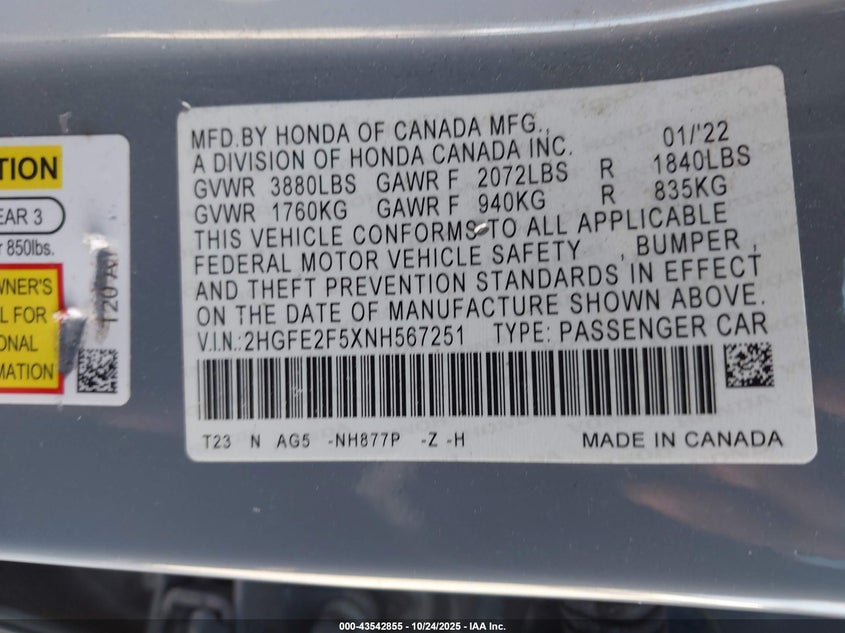 TION
EAR 3
r 850lbs.
WNER'S
L FOR
ONAL
MATION
MFD.BY HONDA OF CANADA MFG., 01/'22
A DIVISION OF HONDA CANADA INC.
GVWR 3880LBS GAWR F 2072LBS R 1840LBS
GVWR 1760KG GAWR F 940KG R 835KG
THIS VEHICLE CONFORMS TO ALL APPLICABLE
FEDERAL MOTOR VEHICLE SAFETY , BUMPER ,
AND THEFT PREVENTION STANDARDS IN EFFECT
ON THE DATE OF MANUFACTURE SHOWN ABOVE.
V.I.N.:2HGFE2F5XNH567251 TYPE: PASSENGER CAR
T23 N AG5 -NH877P -Z -H MADE IN CANADA
000-43542855 - 10/24/2025 - IAA Inc.